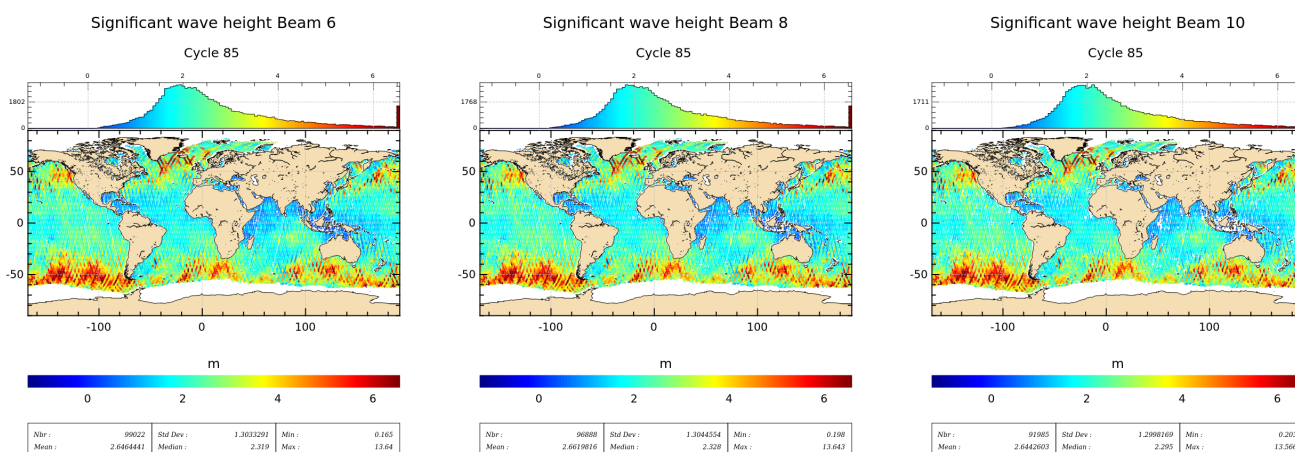 Significant wave height Beam 6
Cycle 85
0 2 4 6
1802
0
50
0
-50
-100 0 100
m
0 2 4 6
Nbr : 99022 Std Dev : 1.3033291 Min : 0.165
Mean : 2.6464441 Median : 2.319 Max : 13.64
Significant wave height Beam 8
Cycle 85
0 2 4 6
1768
0
50
0
-50
-100 0 100
m
0 2 4 6
Nbr : 96888 Std Dev : 1.3044554 Min : 0.198
Mean : 2.6619816 Median : 2.328 Max : 13.643
Significant wave height Beam 10
Cycle 85
0 2 4 6
1711
0
50
0
-50
-100 0 100
m
0 2 4 6
Nbr : 91985 Std Dev : 1.2998169 Min :
Mean : 2.6442603 Median : 2.295 Max :